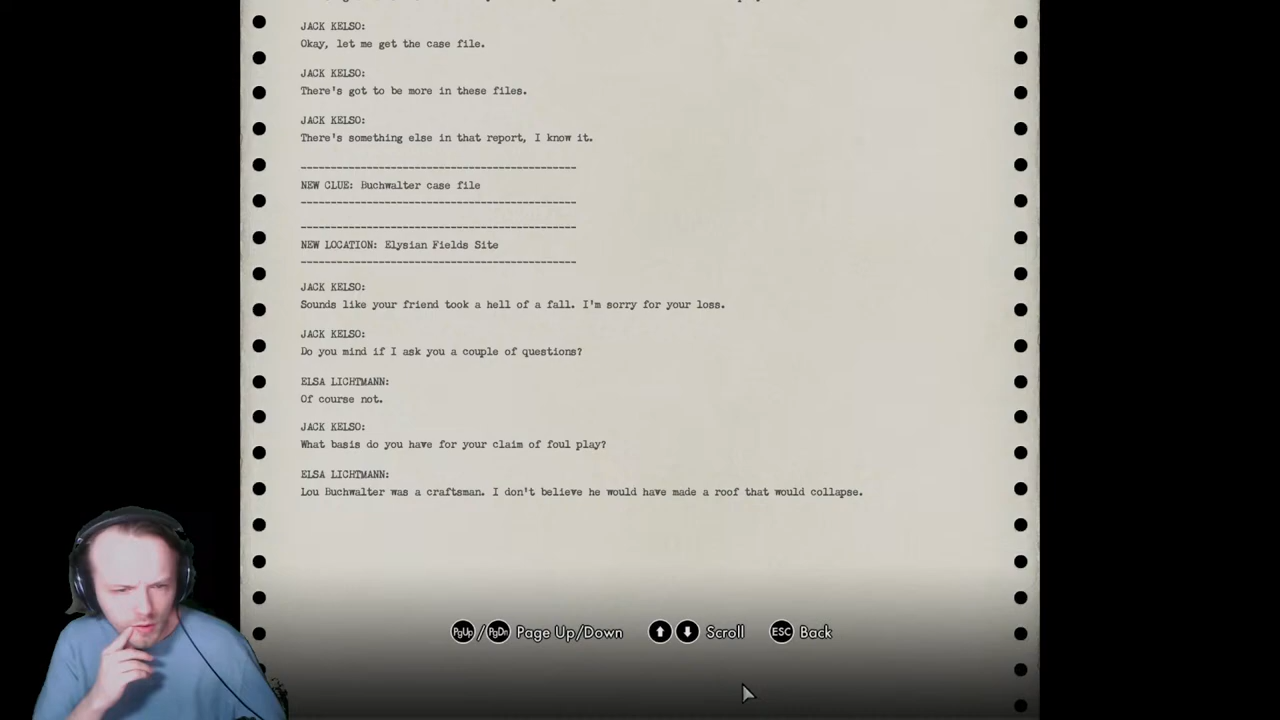 JACK KELSO:
Okay, let me get the case file.
JACK KELSO:
There's got to be more in these files.
JACK KELSO:
There's something else in that report, I know it.
----------------------------------------------
NEW CLUE: Buchwalter case file
----------------------------------------------
----------------------------------------------
NEW LOCATION: Elysian Fields Site
----------------------------------------------
JACK KELSO:
Sounds like your friend took a hell of a fall. I'm sorry for your loss.
JACK KELSO:
Do you mind if I ask you a couple of questions?
ELSA LICHTMANN:
Of course not.
JACK KELSO:
What basis do you have for your claim of foul play?
ELSA LICHTMANN:
Lou Buchwalter was a craftsman. I don't believe he would have made a roof that would collapse.
PgUp/PgDn Page Up/Down ⬆ ⬇ Scroll ESC Back